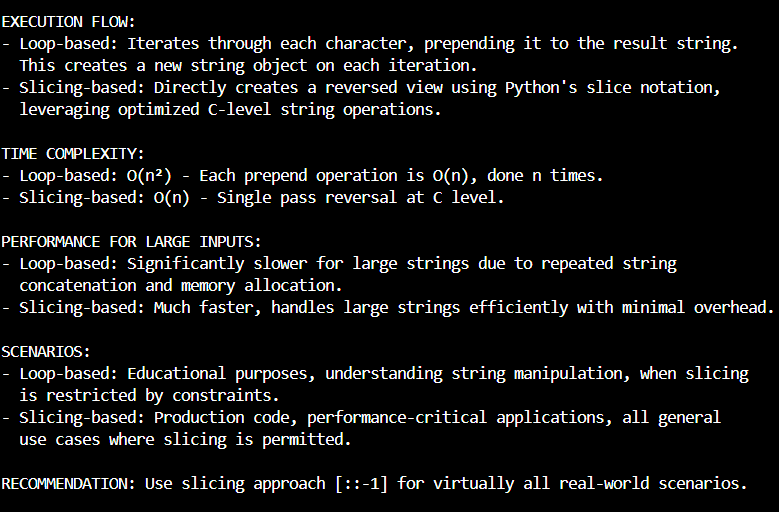 EXECUTION FLOW:
- Loop-based: Iterates through each character, prepending it to the result string.
  This creates a new string object on each iteration.
- Slicing-based: Directly creates a reversed view using Python's slice notation,
  leveraging optimized C-level string operations.

TIME COMPLEXITY:
- Loop-based: O(n²) - Each prepend operation is O(n), done n times.
- Slicing-based: O(n) - Single pass reversal at C level.

PERFORMANCE FOR LARGE INPUTS:
- Loop-based: Significantly slower for large strings due to repeated string
  concatenation and memory allocation.
- Slicing-based: Much faster, handles large strings efficiently with minimal overhead.

SCENARIOS:
- Loop-based: Educational purposes, understanding string manipulation, when slicing
  is restricted by constraints.
- Slicing-based: Production code, performance-critical applications, all general
  use cases where slicing is permitted.

RECOMMENDATION: Use slicing approach [::-1] for virtually all real-world scenarios.